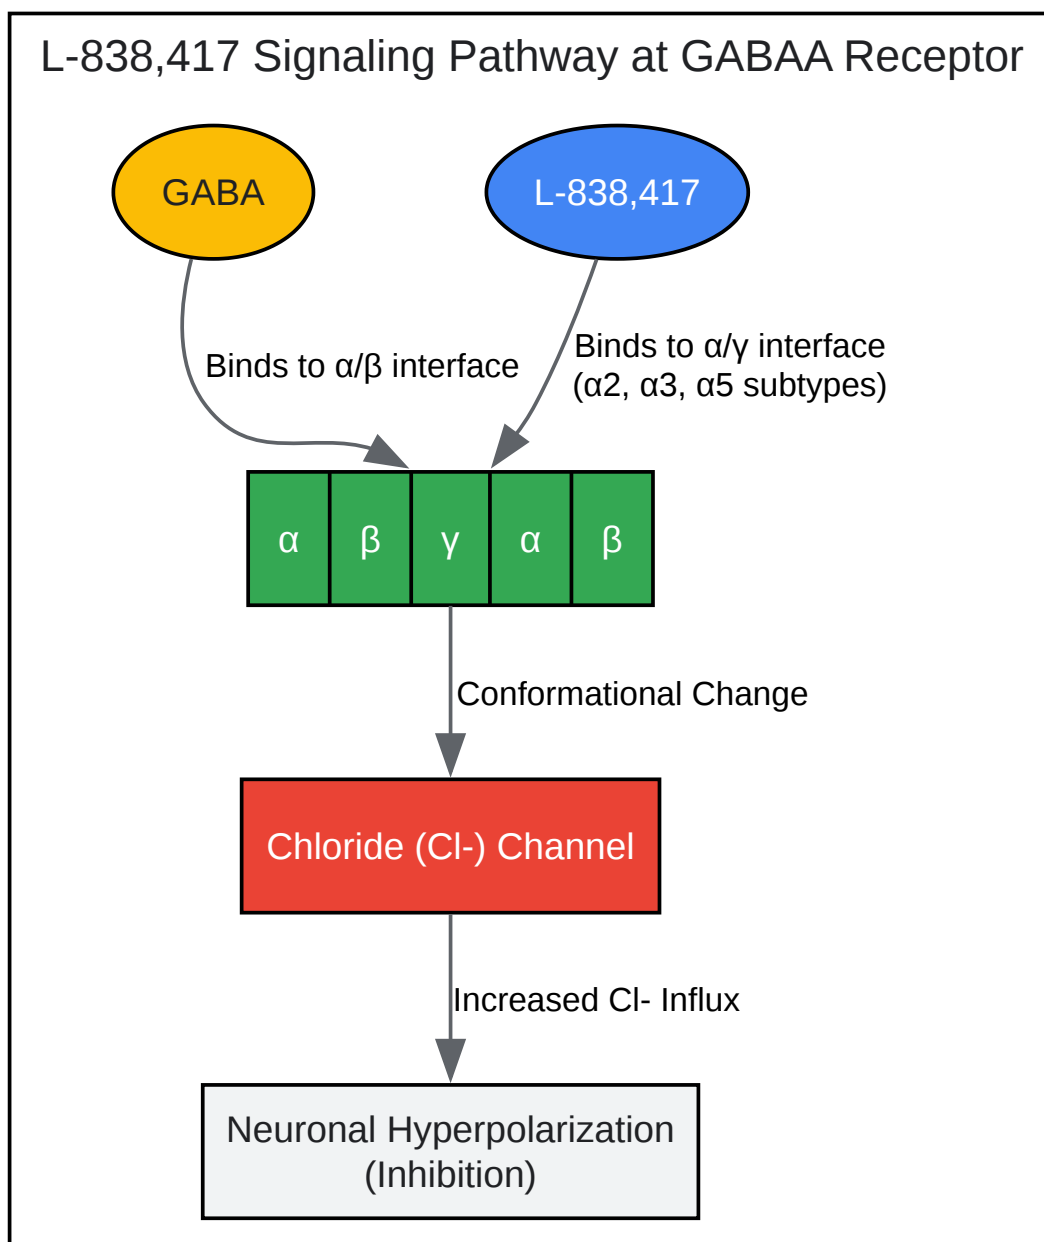 L-838,417 Signaling Pathway at GABAA Receptor
GABA
L-838,417
Binds to α/β interface
Binds to α/γ interface
(α2, α3, α5 subtypes)
α β γ α β
Conformational Change
Chloride (Cl-) Channel
Increased Cl- Influx
Neuronal Hyperpolarization
(Inhibition)